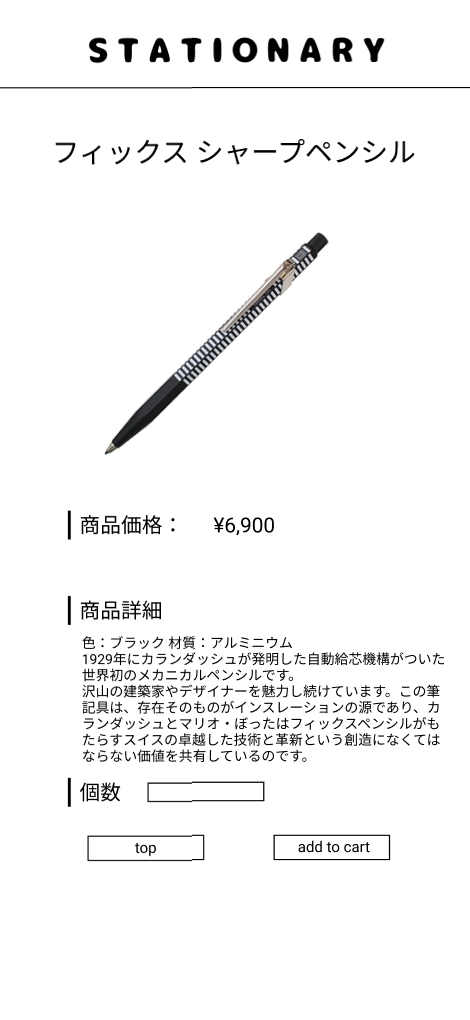 STATIONARY
フィックス シャープペンシル
商品価格： ¥6,900
商品詳細
色：ブラック 材質：アルミニウム
1929年にカランダッシュが発明した自動給芯機構がついた
世界初のメカニカルペンシルです。
沢山の建築家やデザイナーを魅力し続けています。この筆
記具は、存在そのものがインスレーションの源であり、カ
ランダッシュとマリオ・ぼったはフィックスペンシルがも
たらすスイスの卓越した技術と革新という創造になくては
ならない価値を共有しているのです。
個数
top add to cart